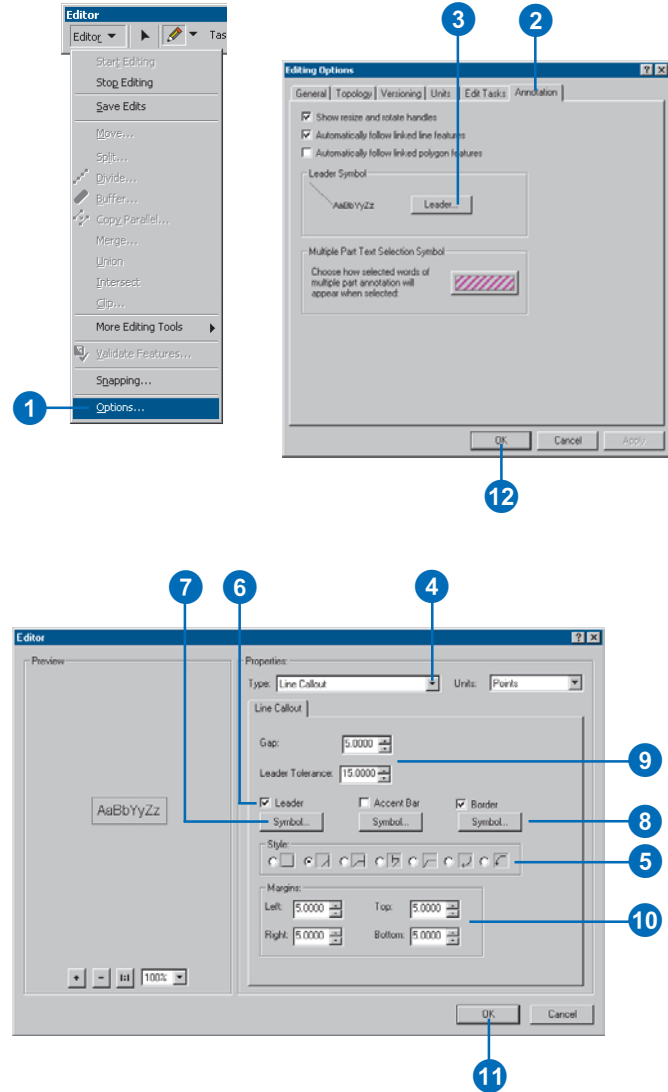 Editor
Editor Tas
Start Editing
Stop Editing
Save Edits
Move...
Split...
Divide...
Buffer...
Copy Parallel...
Merge...
Union
Intersect
Clip...
More Editing Tools
Validate Features...
Snapping...
1 Options...
3 2
Editing Options
General Topology Versioning Units Edit Tasks Annotation
Show resize and rotate handles
Automatically follow linked line features
Automatically follow linked polygon features
Leader Symbol
AaBbYyZz Leader...
Multiple Part Text Selection Symbol
Choose how selected words of
multiple part annotation will
appear when selected:
OK Cancel Apply
12
7 6 4
Editor
Preview
AaBbYyZz
100%
Properties:
Type: Line Callout Units: Points
Line Callout
Gap: 5.0000
Leader Tolerance: 15.0000
9
Leader Accent Bar Border
Symbol... Symbol... Symbol... 8
Style:
5
Margins:
Left: 5.0000 Top: 5.0000
10
Right: 5.0000 Bottom: 5.0000
OK Cancel
11